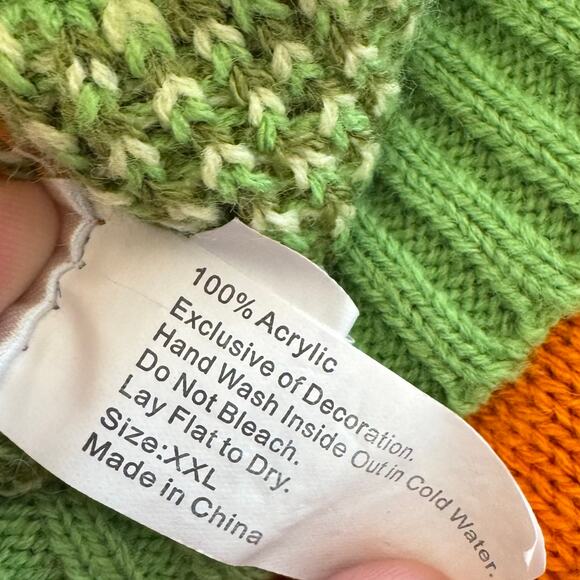 100% Acrylic
Exclusive of Decoration.
Hand Wash Inside Out in Cold Water.
Do Not Bleach.
Lay Flat to Dry.
Size:XXL
Made in China